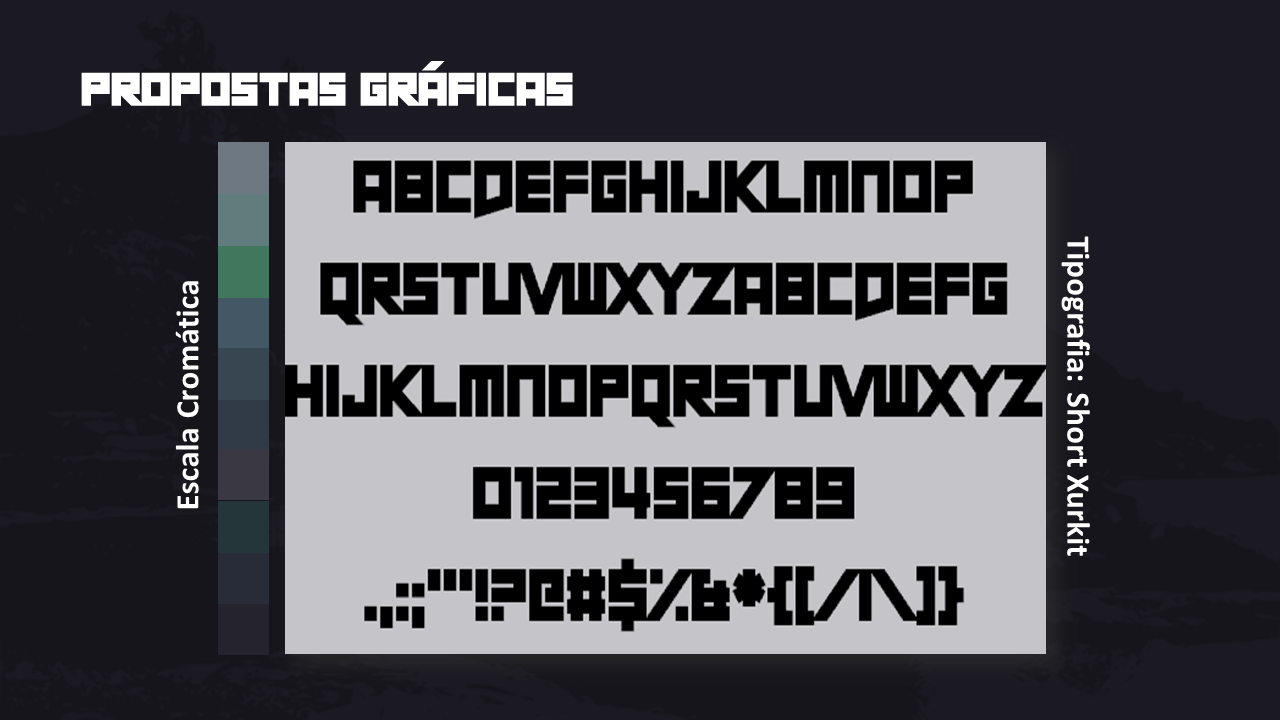 PROPOSTAS GRÁFICAS
Escala Cromática
ABCDEFGHIJKLMNOP
QRSTUVWXYZABCDEFG
HIJKLMNOPQRSTUVWXYZ
0123456789
.,:;'"!?@#$%&*{[/|\]}
Tipografia: Short Xurkit